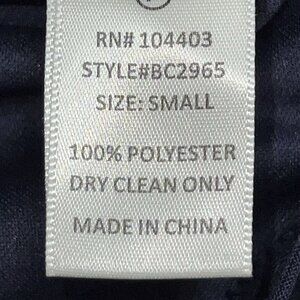 RN# 104403
STYLE#BC2965
SIZE: SMALL
100% POLYESTER
DRY CLEAN ONLY
MADE IN CHINA